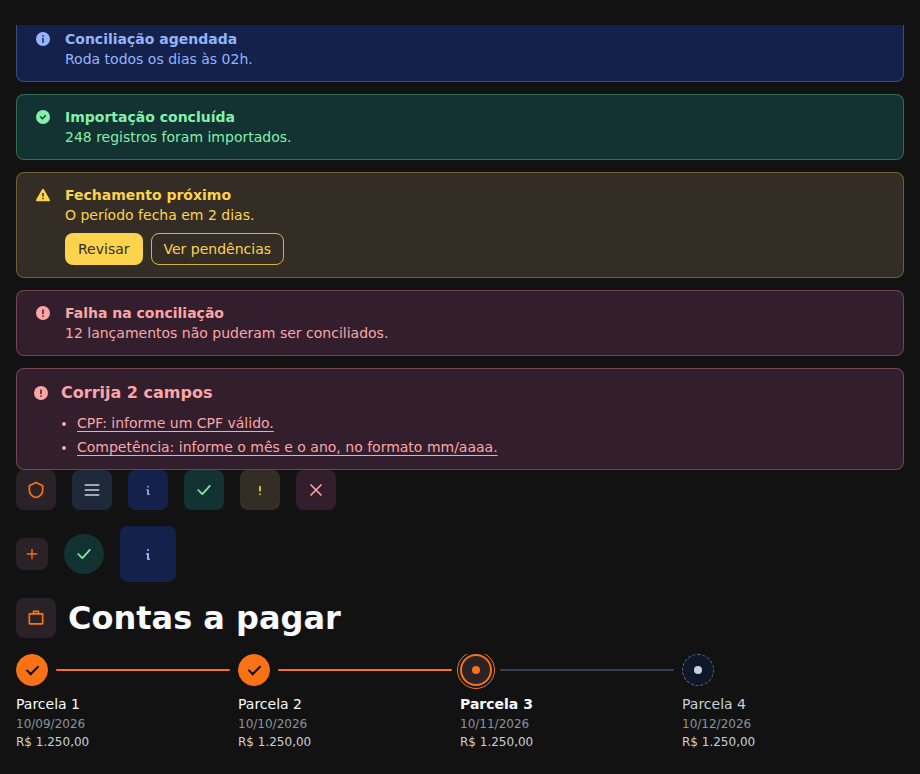 Conciliação agendada
Roda todos os dias às 02h.
Importação concluída
248 registros foram importados.
Fechamento próximo
O período fecha em 2 dias.
Revisar
Ver pendências
Falha na conciliação
12 lançamentos não puderam ser conciliados.
Corrija 2 campos
• CPF: informe um CPF válido.
• Competência: informe o mês e o ano, no formato mm/aaaa.
Contas a pagar
Parcela 1
10/09/2026
R$ 1.250,00
Parcela 2
10/10/2026
R$ 1.250,00
Parcela 3
10/11/2026
R$ 1.250,00
Parcela 4
10/12/2026
R$ 1.250,00